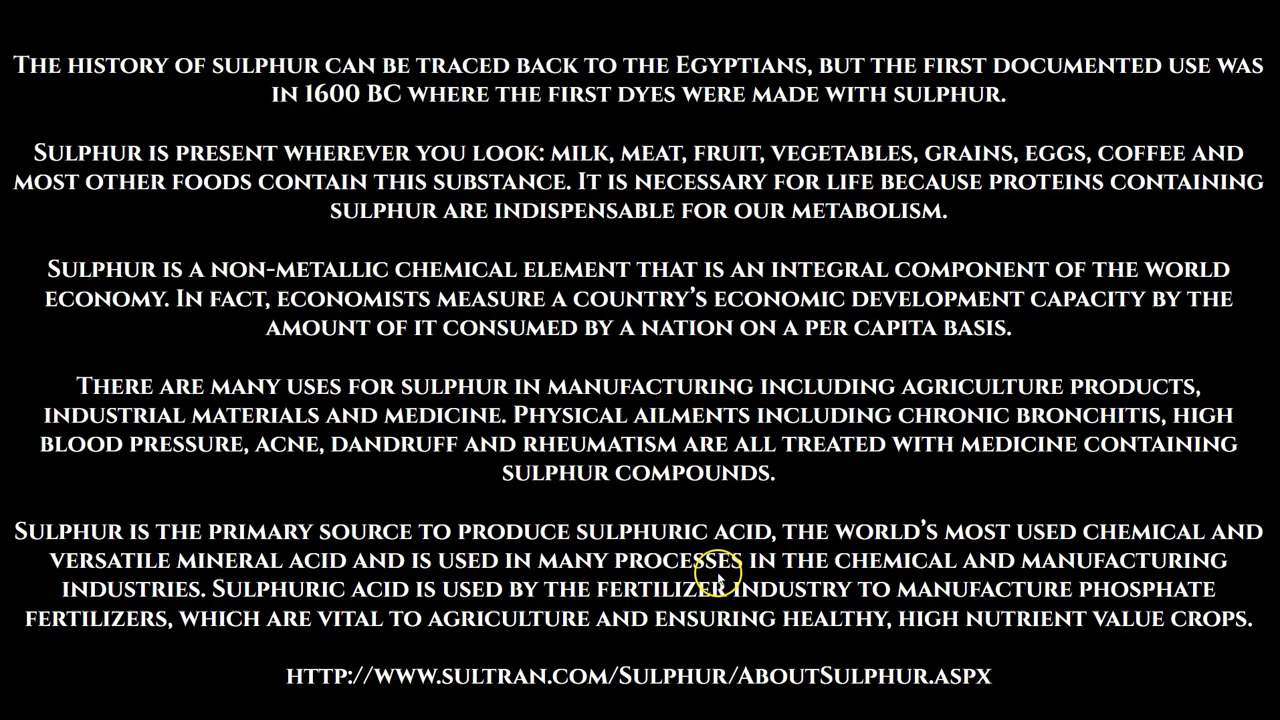 The history of sulphur can be traced back to the Egyptians, but the first documented use was
in 1600 BC where the first dyes were made with sulphur.
Sulphur is present wherever you look: milk, meat, fruit, vegetables, grains, eggs, coffee and
most other foods contain this substance. It is necessary for life because proteins containing
sulphur are indispensable for our metabolism.
Sulphur is a non-metallic chemical element that is an integral component of the world
economy. In fact, economists measure a country's economic development capacity by the
amount of it consumed by a nation on a per capita basis.
There are many uses for sulphur in manufacturing including agriculture products,
industrial materials and medicine. Physical ailments including chronic bronchitis, high
blood pressure, acne, dandruff and rheumatism are all treated with medicine containing
sulphur compounds.
Sulphur is the primary source to produce sulphuric acid, the world's most used chemical and
versatile mineral acid and is used in many processes in the chemical and manufacturing
industries. Sulphuric acid is used by the fertilizer industry to manufacture phosphate
fertilizers, which are vital to agriculture and ensuring healthy, high nutrient value crops.
http://www.sultran.com/Sulphur/AboutSulphur.aspx